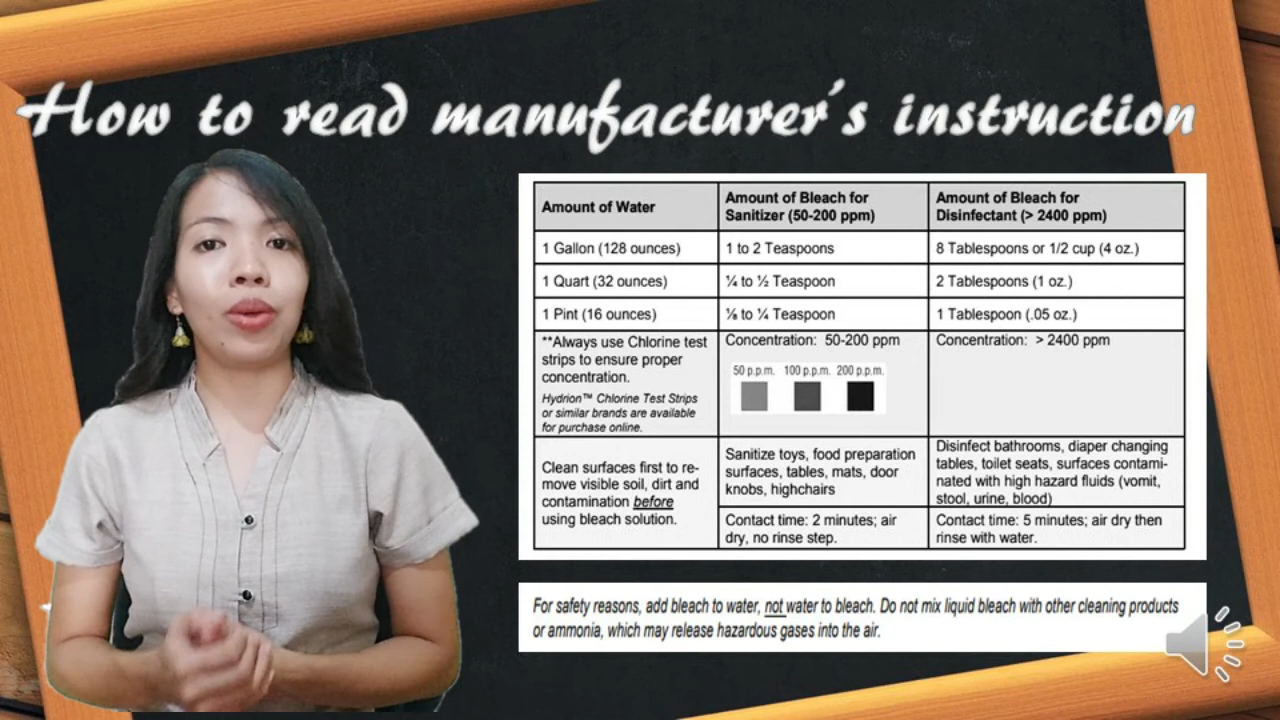 How to read manufacturer's instruction
Amount of Water
Amount of Bleach for
Sanitizer (50-200 ppm)
Amount of Bleach for
Disinfectant (> 2400 ppm)
1 Gallon (128 ounces)
1 to 2 Teaspoons
8 Tablespoons or 1/2 cup (4 oz.)
1 Quart (32 ounces)
¼ to ½ Teaspoon
2 Tablespoons (1 oz.)
1 Pint (16 ounces)
⅛ to ¼ Teaspoon
1 Tablespoon (.05 oz.)
**Always use Chlorine test
strips to ensure proper
concentration.
Hydrion™ Chlorine Test Strips
or similar brands are available
for purchase online.
Concentration: 50-200 ppm
50 p.p.m. 100 p.p.m. 200 p.p.m.
Concentration: > 2400 ppm
Clean surfaces first to re-
move visible soil, dirt and
contamination before
using bleach solution.
Sanitize toys, food preparation
surfaces, tables, mats, door
knobs, highchairs
Disinfect bathrooms, diaper changing
tables, toilet seats, surfaces contami-
nated with high hazard fluids (vomit,
stool, urine, blood)
Contact time: 2 minutes; air
dry, no rinse step.
Contact time: 5 minutes; air dry then
rinse with water.
For safety reasons, add bleach to water, not water to bleach. Do not mix liquid bleach with other cleaning products
or ammonia, which may release hazardous gases into the air.